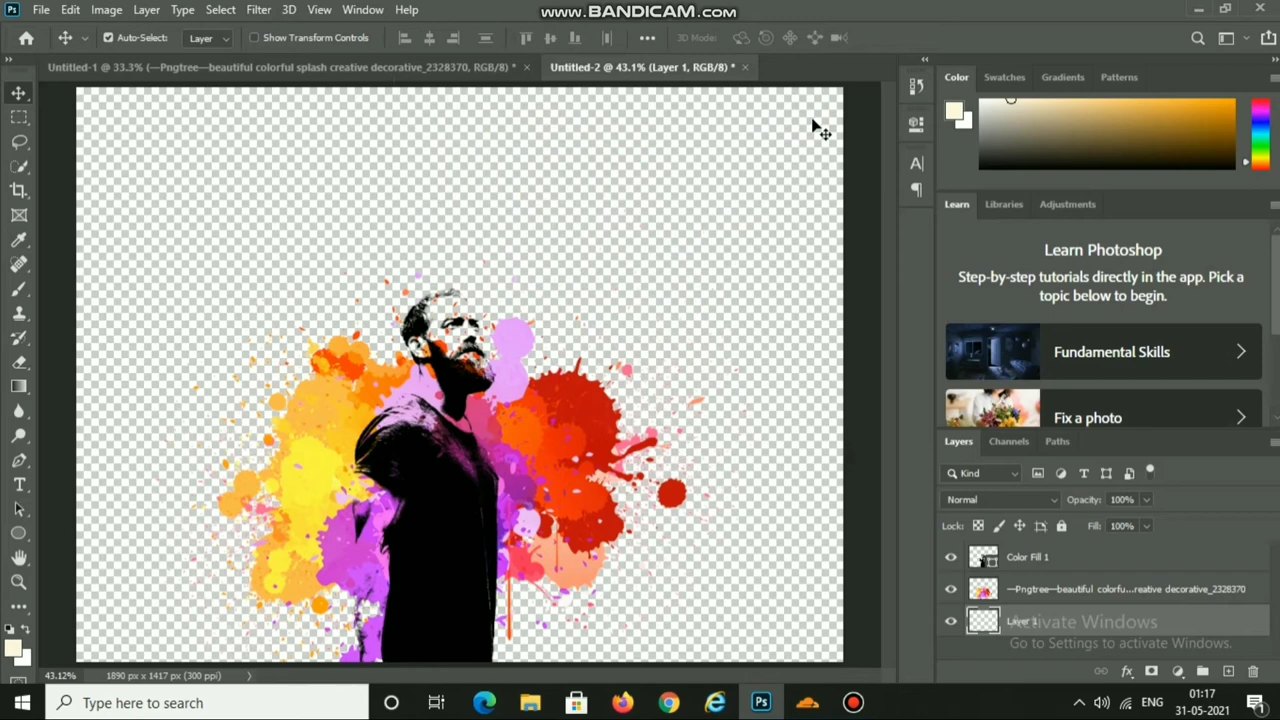 www.BANDICAM.com
Ps File Edit Image Layer Type Select Filter 3D View Window Help
Auto-Select: Layer Show Transform Controls 3D Mode:
Untitled-1 @ 33.3% (—Pngtree—beautiful colorful splash creative decorative_2328370, RGB/8) * × Untitled-2 @ 43.1% (Layer 1, RGB/8) * ×
Color Swatches Gradients Patterns
Learn Libraries Adjustments
Learn Photoshop
Step-by-step tutorials directly in the app. Pick a
topic below to begin.
Fundamental Skills
Fix a photo
Layers Channels Paths
Kind
Normal Opacity: 100%
Lock: Fill: 100%
Color Fill 1
—Pngtree—beautiful colorfu...reative decorative_2328370
Layer 1
Activate Windows
Go to Settings to activate Windows.
43.12% 1890 px x 1417 px (300 ppi)
Type here to search
Ps
ENG
01:17
31-05-2021
1